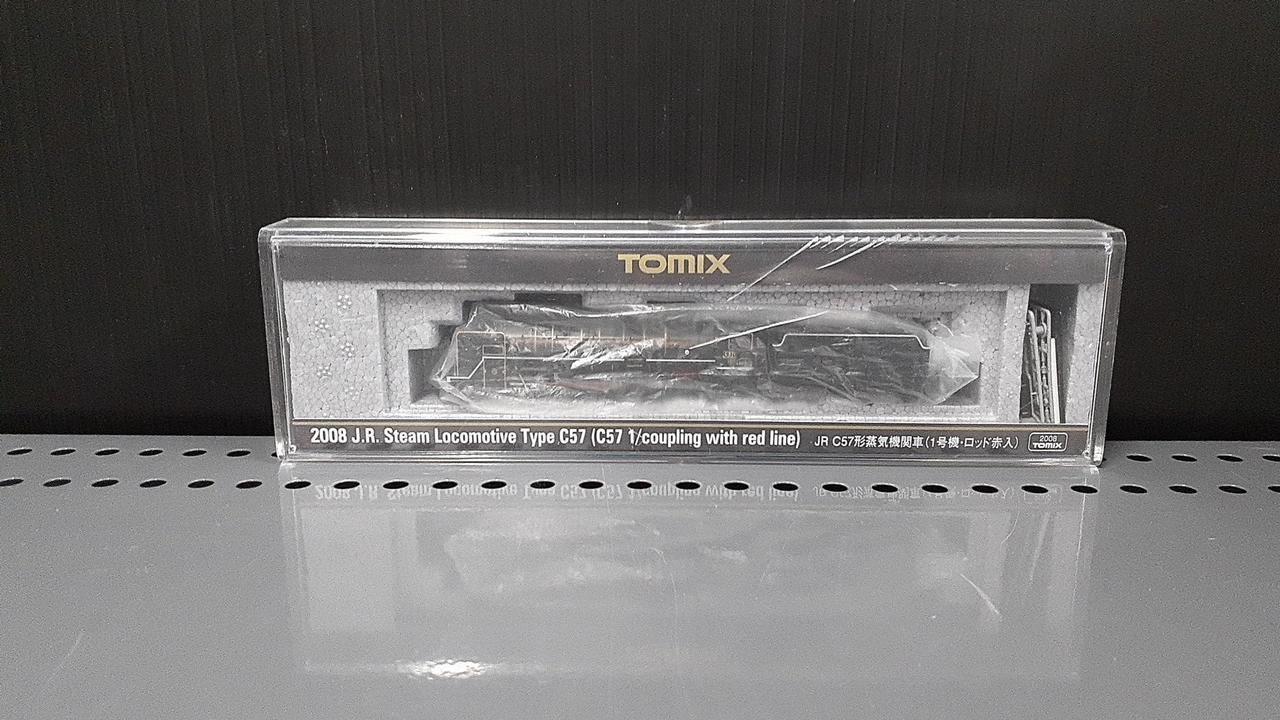 TOMIX
2008 J.R. Steam Locomotive Type C57 (C57 1/coupling with red line) JR C57形蒸気機関車(1号機・ロッド赤入) 2008 TOMIX